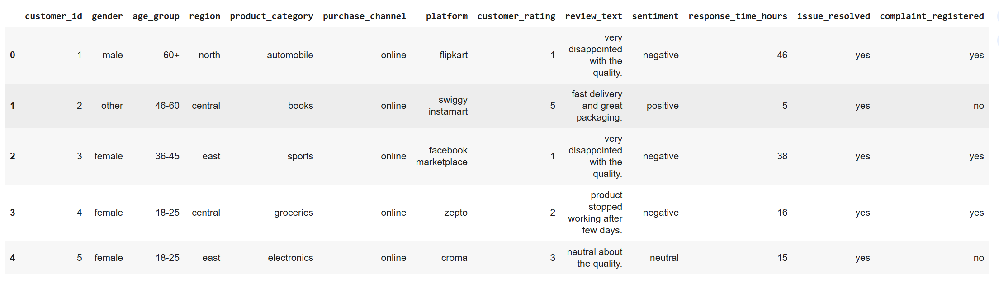 customer_id gender age_group region product_category purchase_channel platform customer_rating review_text sentiment response_time_hours issue_resolved complaint_registered
very
disappointed
0 1 male 60+ north automobile online flipkart 1 with the negative 46 yes yes
quality.
fast delivery
swiggy
1 2 other 46-60 central books online instamart 5 and great positive 5 yes no
packaging.
very
disappointed
2 3 female 36-45 east sports online facebook marketplace 1 with the negative 38 yes yes
quality.
product
stopped
3 4 female 18-25 central groceries online zepto 2 working after negative 16 yes yes
few days.
neutral about
4 5 female 18-25 east electronics online croma 3 the quality. neutral 15 yes no